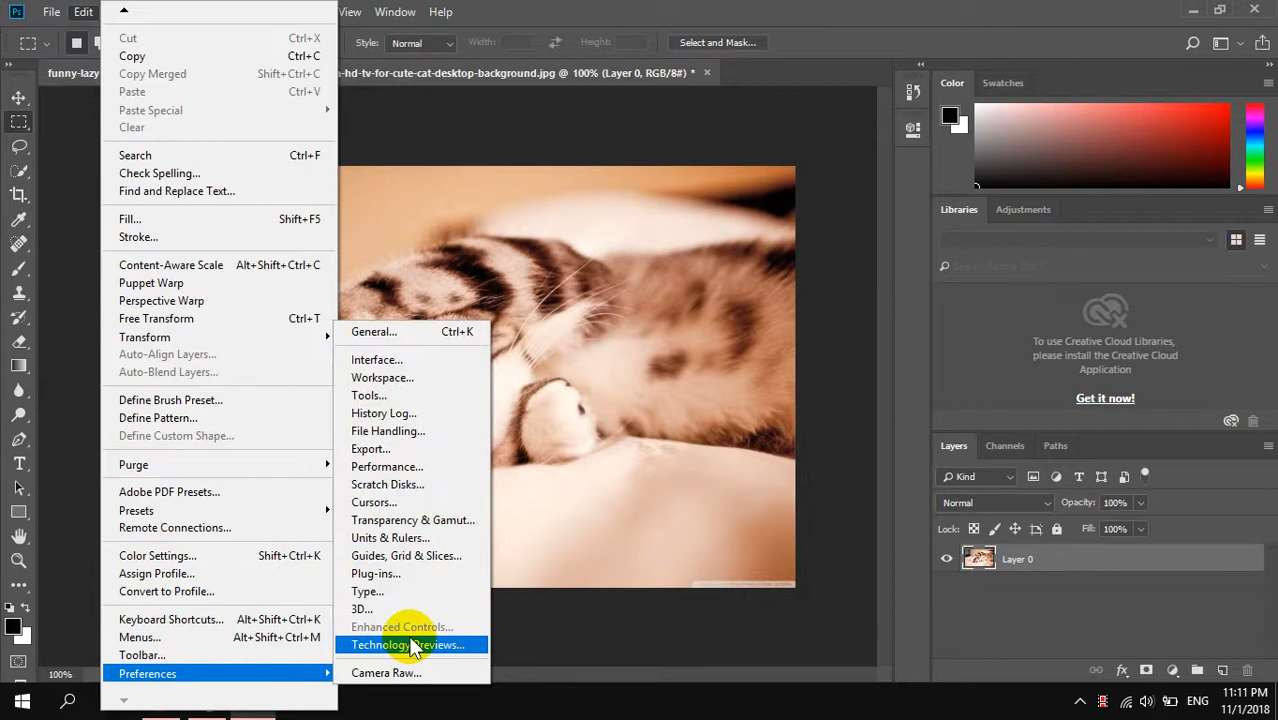 Ps File Edit View Window Help
Style: Normal Width: Height: Select and Mask...
funny-lazy a-hd-tv-for-cute-cat-desktop-background.jpg @ 100% (Layer 0, RGB/8#) * ×
Cut Ctrl+X
Copy Ctrl+C
Copy Merged Shift+Ctrl+C
Paste Ctrl+V
Paste Special
Clear
Search Ctrl+F
Check Spelling...
Find and Replace Text...
Fill... Shift+F5
Stroke...
Content-Aware Scale Alt+Shift+Ctrl+C
Puppet Warp
Perspective Warp
Free Transform Ctrl+T
Transform
Auto-Align Layers...
Auto-Blend Layers...
Define Brush Preset...
Define Pattern...
Define Custom Shape...
Purge
Adobe PDF Presets...
Presets
Remote Connections...
Color Settings... Shift+Ctrl+K
Assign Profile...
Convert to Profile...
Keyboard Shortcuts... Alt+Shift+Ctrl+K
Menus... Alt+Shift+Ctrl+M
Toolbar...
Preferences
General... Ctrl+K
Interface...
Workspace...
Tools...
History Log...
File Handling...
Export...
Performance...
Scratch Disks...
Cursors...
Transparency & Gamut...
Units & Rulers...
Guides, Grid & Slices...
Plug-ins...
Type...
3D...
Enhanced Controls...
Technology Previews...
Camera Raw...
Color Swatches
Libraries Adjustments
Search Adobe Stock
To use Creative Cloud Libraries,
please install the Creative Cloud
Application
Get it now!
Layers Channels Paths
Kind
Normal Opacity: 100%
Lock: Fill: 100%
Layer 0
100%
ENG
11:11 PM
11/1/2018